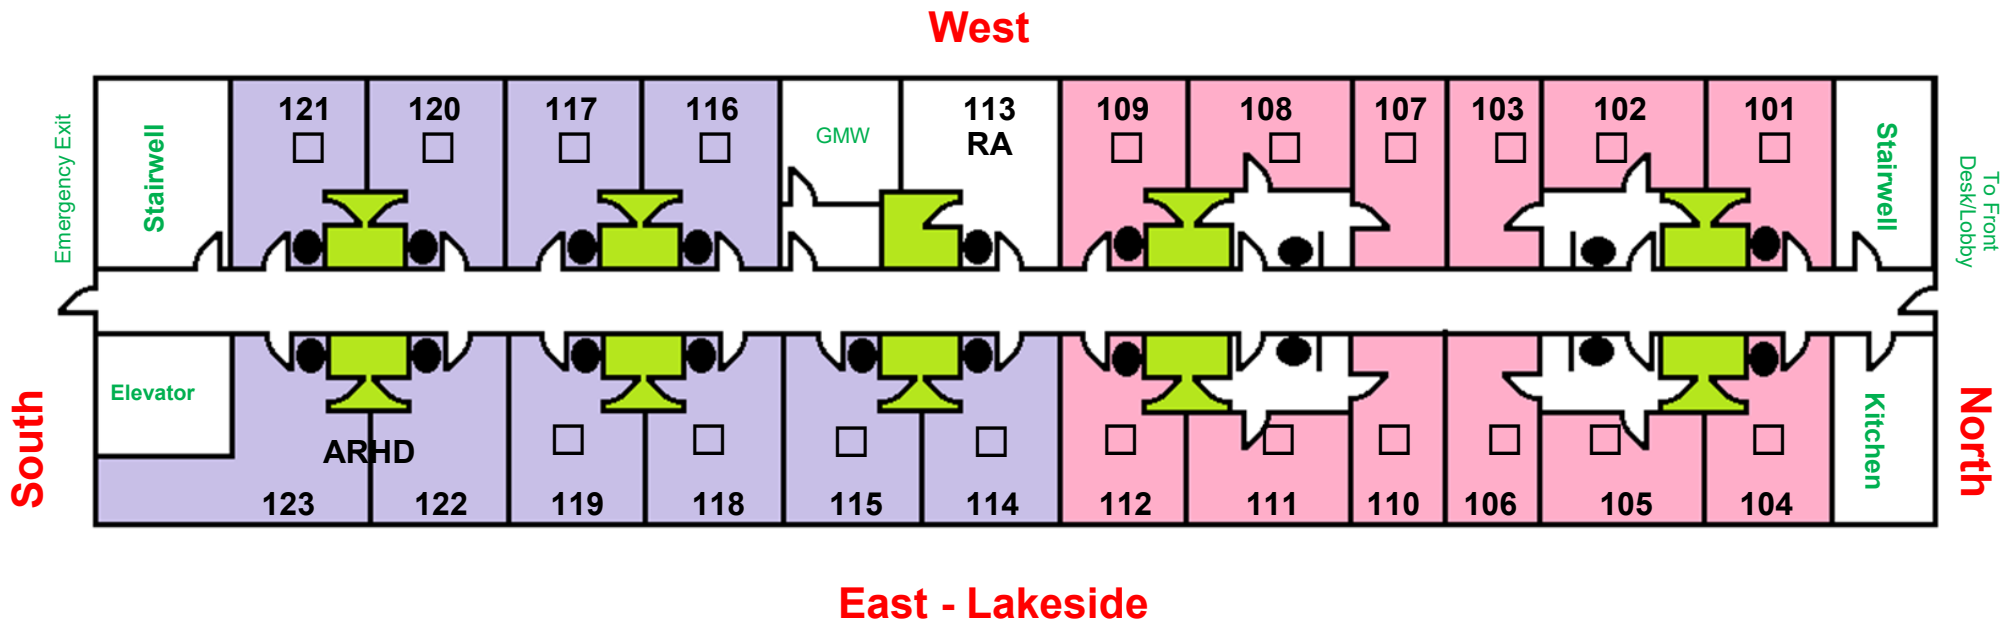 West
121
120
117
116
GMW
113
RA
109
108
107
103
102
101
Emergency Exit
Stairwell
Stairwell
To Front
Desk/Lobby
South
Elevator
ARHD
123
122
119
118
115
114
112
111
110
106
105
104
Kitchen
North
East - Lakeside